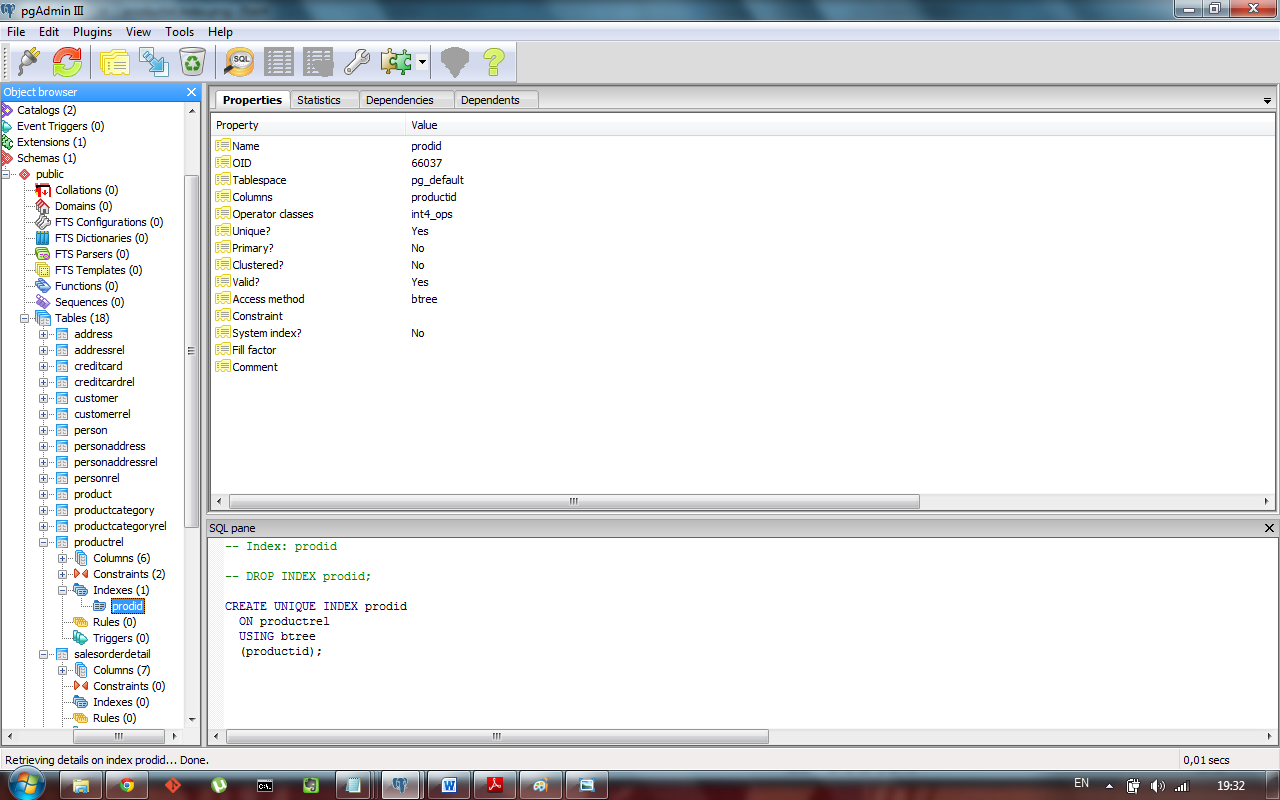 pgAdmin III
File Edit Plugins View Tools Help
SQL
Object browser
Catalogs (2)
Event Triggers (0)
Extensions (1)
Schemas (1)
public
Collations (0)
Domains (0)
FTS Configurations (0)
FTS Dictionaries (0)
FTS Parsers (0)
FTS Templates (0)
Functions (0)
Sequences (0)
Tables (18)
address
addressrel
creditcard
creditcardrel
customer
customerrel
person
personaddress
personaddressrel
personrel
product
productcategory
productcategoryrel
productrel
Columns (6)
Constraints (2)
Indexes (1)
prodid
Rules (0)
Triggers (0)
salesorderdetail
Columns (7)
Constraints (0)
Indexes (0)
Rules (0)
Properties Statistics Dependencies Dependents
Property Value
Name prodid
OID 66037
Tablespace pg_default
Columns productid
Operator classes int4_ops
Unique? Yes
Primary? No
Clustered? No
Valid? Yes
Access method btree
Constraint
System index? No
Fill factor
Comment
SQL pane
-- Index: prodid
-- DROP INDEX prodid;
CREATE UNIQUE INDEX prodid
ON productrel
USING btree
(productid);
Retrieving details on index prodid... Done. 0,01 secs
EN 19:32